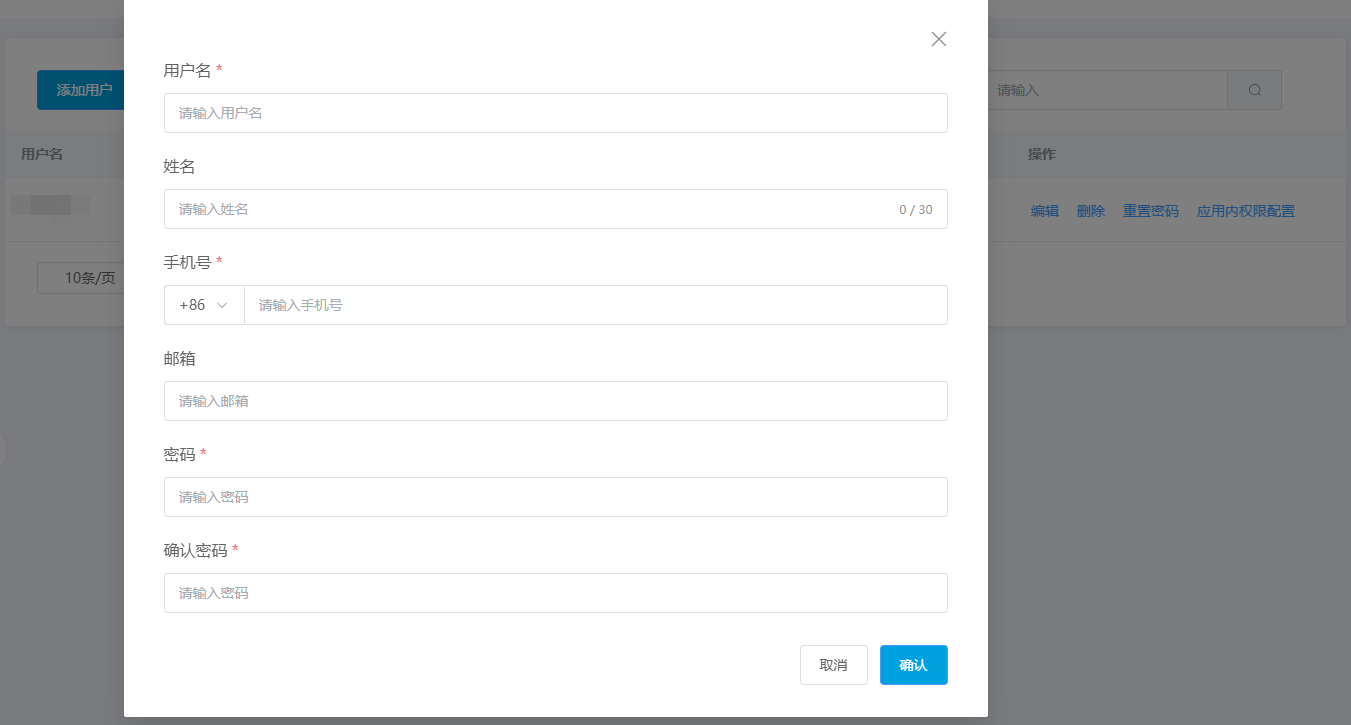 用户名 *
请输入用户名
姓名
请输入姓名 0 / 30
手机号 *
+86 请输入手机号
邮箱
请输入邮箱
密码 *
请输入密码
确认密码 *
请输入密码
取消 确认
添加用户 请输入
用户名 操作
编辑 删除 重置密码 应用内权限配置
10条/页